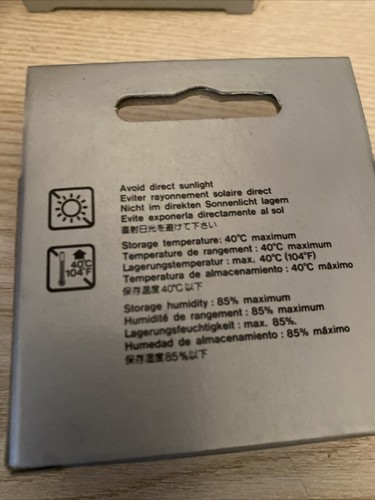 Avoid direct sunlight
Eviter rayonnement solaire direct
Nicht im direkten Sonnenlicht lagern
Evite exponerla directamente al sol
直射日光を避けて下さい
40°C
104°F
Storage temperature: 40°C maximum
Temperature de rangement: 40°C maximum
Lagerungstemperatur: max. 40°C (104°F)
Temperatura de almacenamiento: 40°C máximo
保存温度40°C以下
Storage humidity: 85% maximum
Humidité de rangement: 85% maximum
Lagerungsfeuchtigkeit: max. 85%.
Humedad de almacenamiento: 85% máximo
保存湿度85%以下